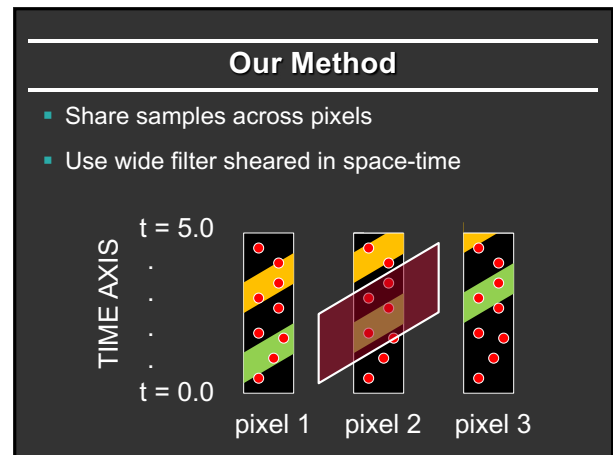 Our Method
▪ Share samples across pixels
▪ Use wide filter sheared in space-time
TIME AXIS
t = 5.0
.
.
.
.
t = 0.0
pixel 1 pixel 2 pixel 3